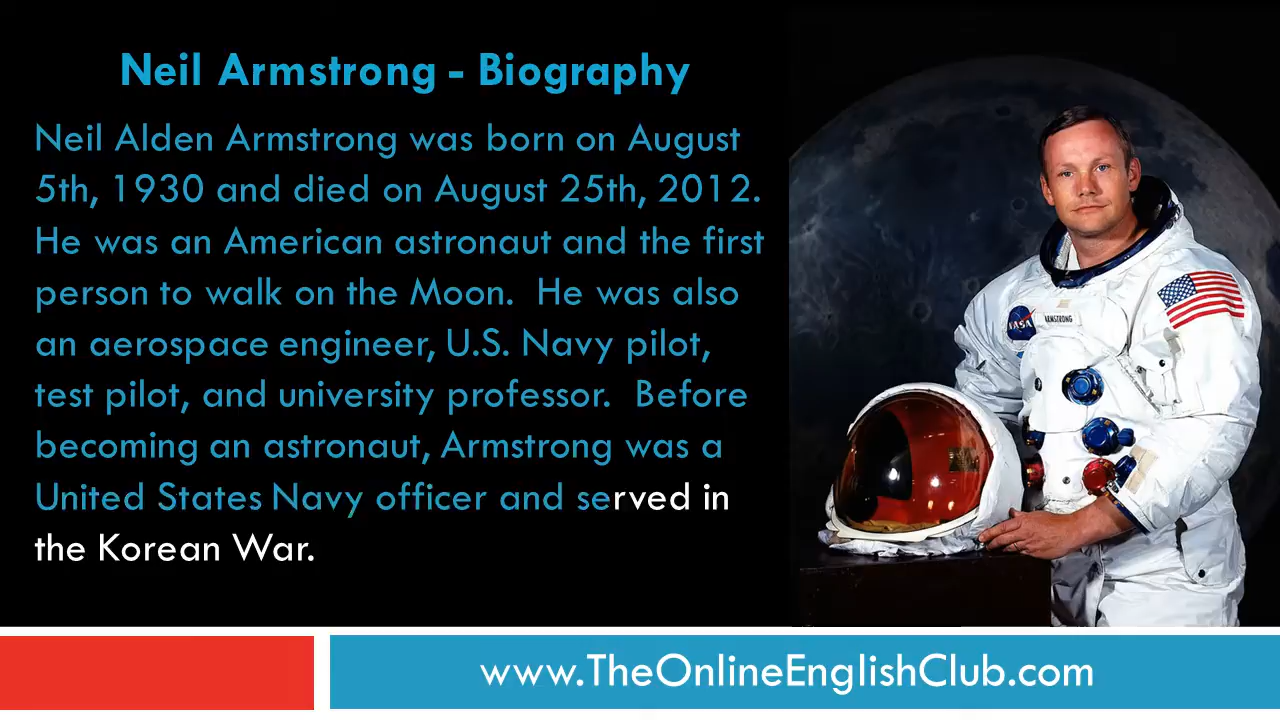 Neil Armstrong - Biography
Neil Alden Armstrong was born on August
5th, 1930 and died on August 25th, 2012.
He was an American astronaut and the first
person to walk on the Moon.  He was also
an aerospace engineer, U.S. Navy pilot,
test pilot, and university professor.  Before
becoming an astronaut, Armstrong was a
United States Navy officer and served in
the Korean War.
NASA
ARMSTRONG
www.TheOnlineEnglishClub.com